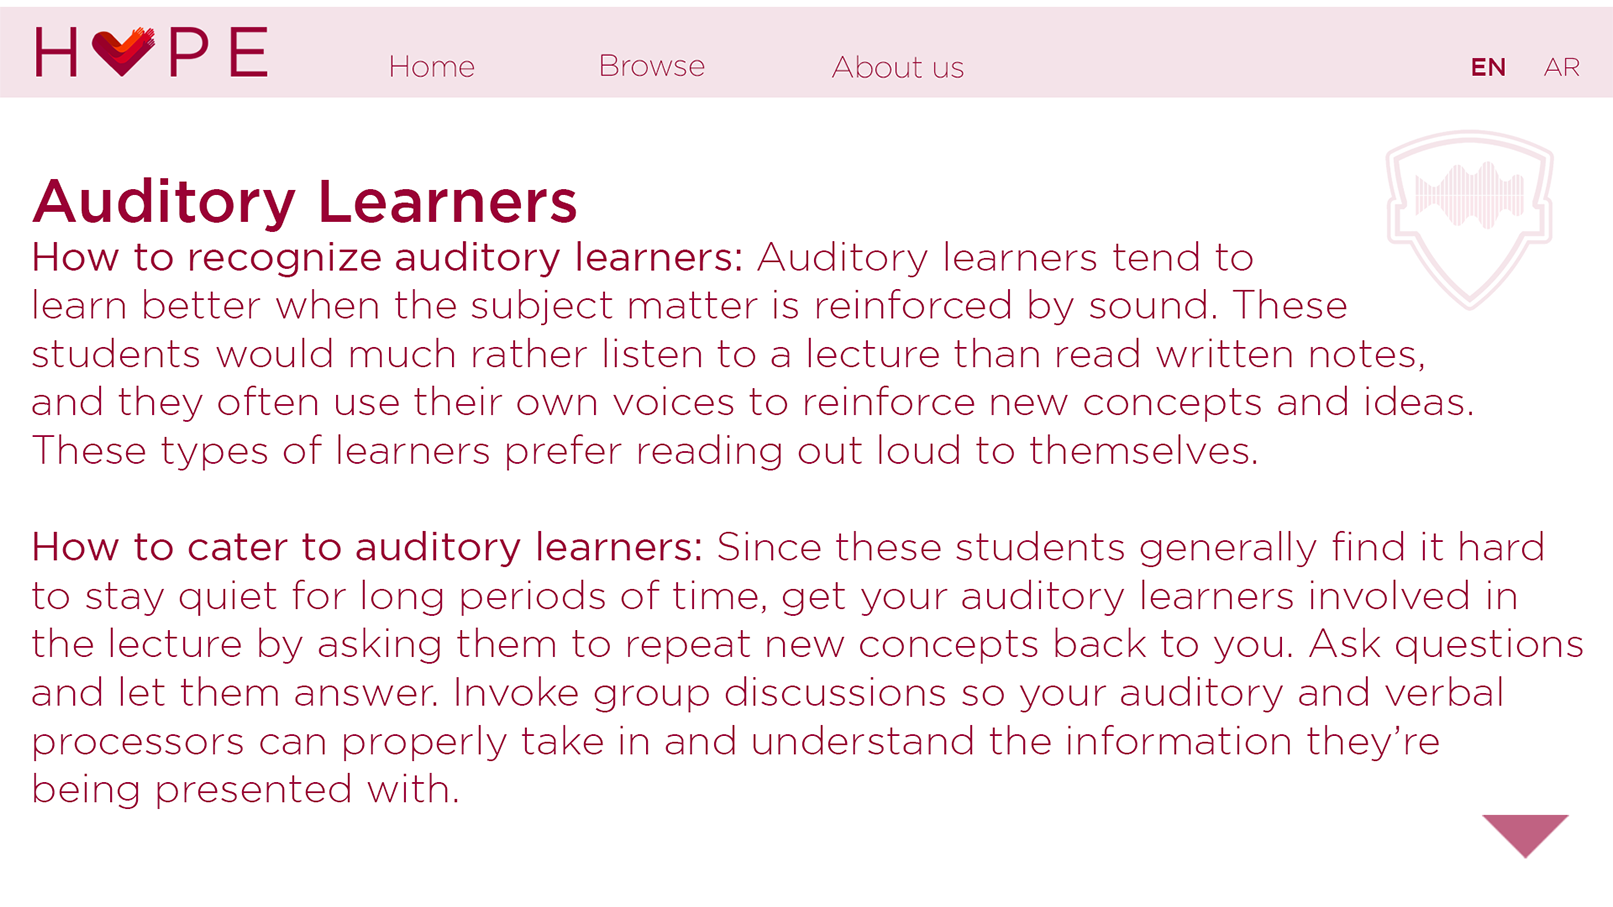 HOPE
Home
Browse
About us
EN
AR
Auditory Learners
How to recognize auditory learners: Auditory learners tend to
learn better when the subject matter is reinforced by sound. These
students would much rather listen to a lecture than read written notes,
and they often use their own voices to reinforce new concepts and ideas.
These types of learners prefer reading out loud to themselves.
How to cater to auditory learners: Since these students generally find it hard
to stay quiet for long periods of time, get your auditory learners involved in
the lecture by asking them to repeat new concepts back to you. Ask questions
and let them answer. Invoke group discussions so your auditory and verbal
processors can properly take in and understand the information they’re
being presented with.